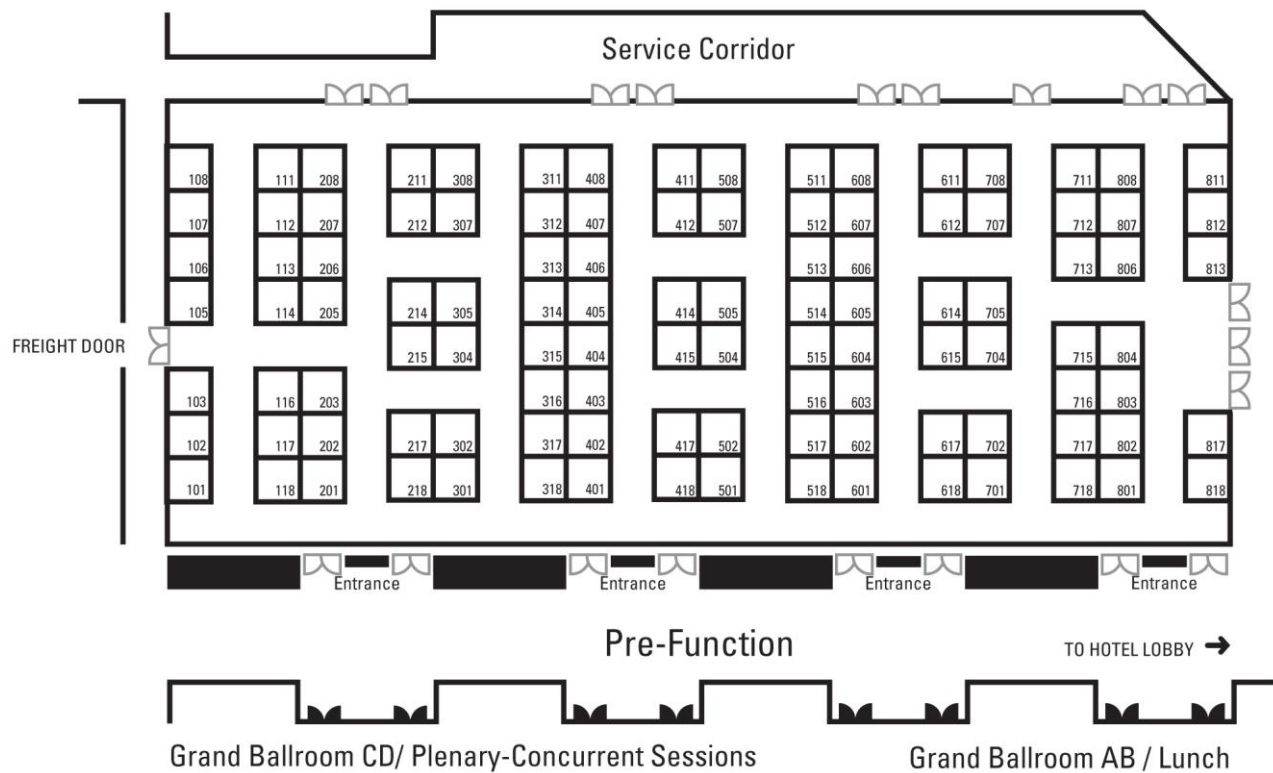 Service Corridor
108 111 208 211 308 311 408 411 508 511 608 611 708 711 808 811
107 112 207 212 307 312 407 412 507 512 607 612 707 712 807 812
106 113 206 313 406 513 606 713 806 813
105 114 205 214 305 314 405 414 505 514 605 614 705
FREIGHT DOOR 215 304 315 404 415 504 515 604 615 704 715 804
103 116 203 316 403 516 603 716 803
102 117 202 217 302 317 402 417 502 517 602 617 702 717 802 817
101 118 201 218 301 318 401 418 501 518 601 618 701 718 801 818
Entrance Entrance Entrance Entrance
Pre-Function
TO HOTEL LOBBY
Grand Ballroom CD/ Plenary-Concurrent Sessions Grand Ballroom AB / Lunch